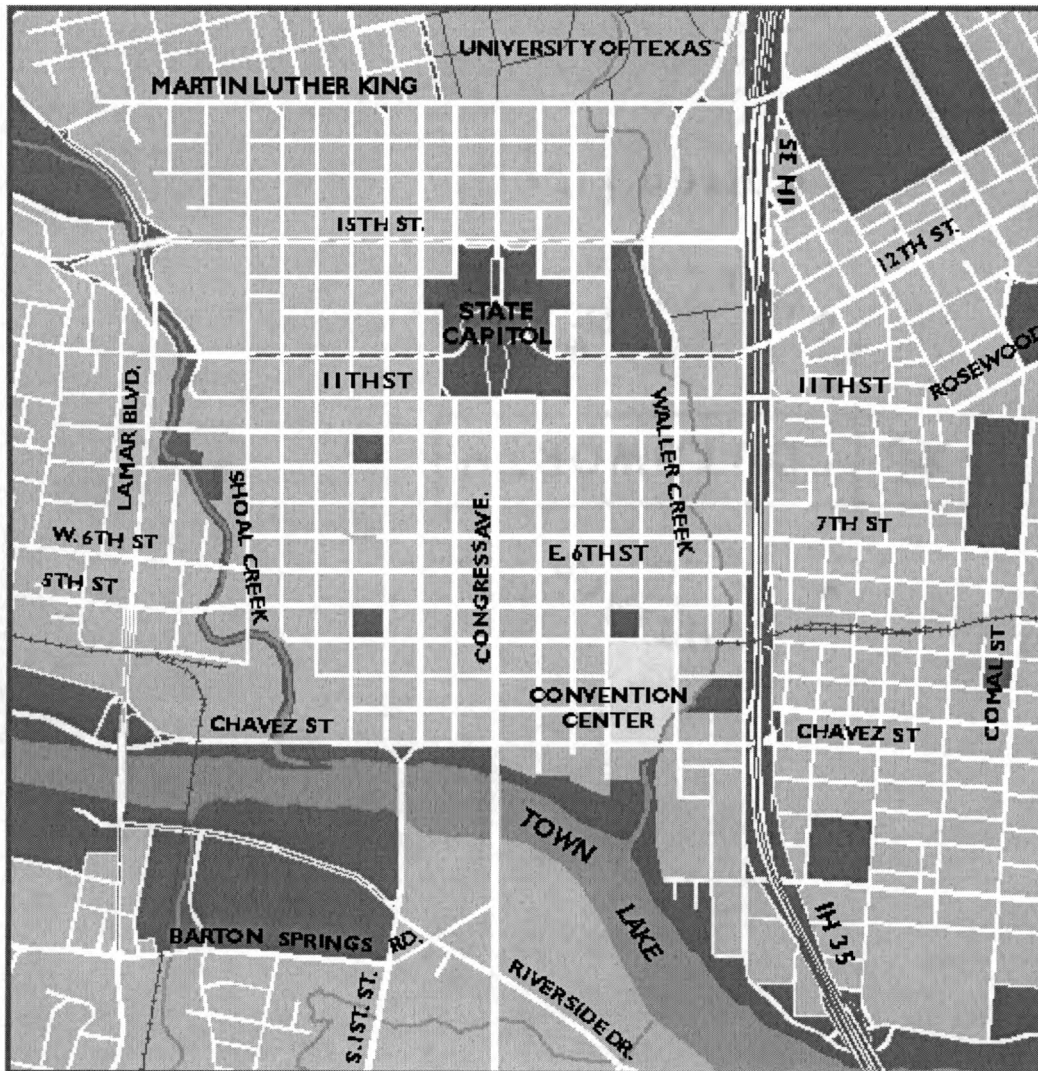 UNIVERSITY OF TEXAS
MARTIN LUTHER KING
IH 35
15TH ST.
12TH ST.
STATE
CAPITOL
ROSEWOOD
11TH ST
11TH ST
LAMAR BLVD.
WALLER CREEK
SHOAL CREEK
CONGRESS AVE.
7TH ST
W. 6TH ST
E. 6TH ST
5TH ST
COMAL ST
CONVENTION
CENTER
CHAVEZ ST
CHAVEZ ST
TOWN
LAKE
IH 35
BARTON SPRINGS RD.
RIVERSIDE DR.
S. 1ST. ST.